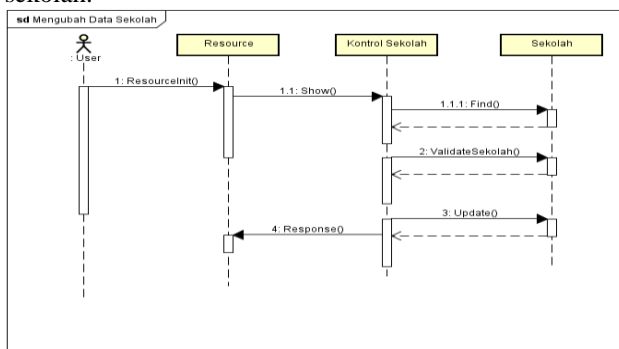 sekolah.
sd Mengubah Data Sekolah
: User
Resource
Kontrol Sekolah
Sekolah
1: ResourceInit()
1.1: Show()
1.1.1: Find()
2: ValidateSekolah()
3: Update()
4: Response()